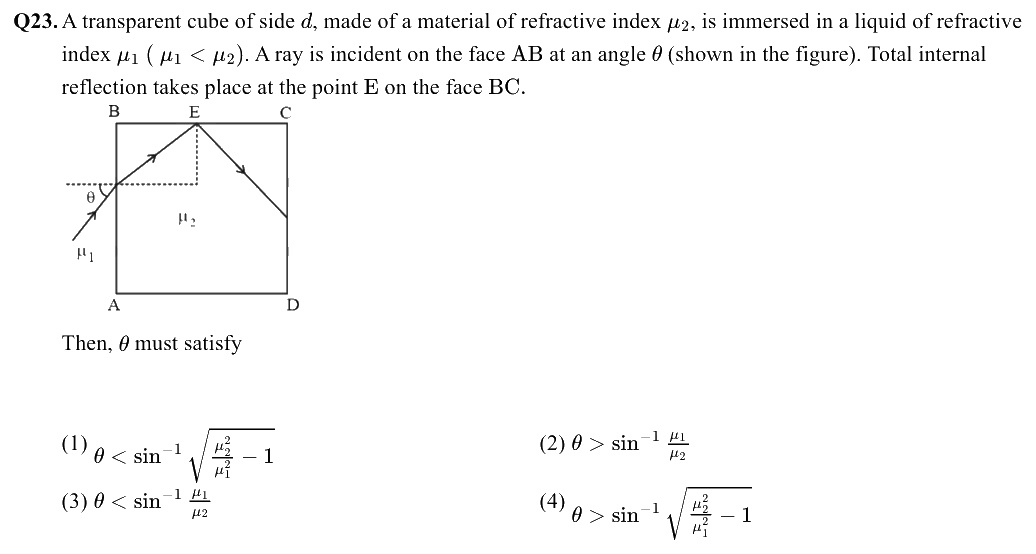 Q23. A transparent cube of side d, made of a material of refractive index μ₂, is immersed in a liquid of refractive
index μ₁ ( μ₁ < μ₂). A ray is incident on the face AB at an angle θ (shown in the figure). Total internal
reflection takes place at the point E on the face BC.
B E C
θ
μ₂
μ₁
A D
Then, θ must satisfy
(1) θ < sin⁻¹ √(μ₂²/μ₁² − 1)
(2) θ > sin⁻¹ μ₁/μ₂
(3) θ < sin⁻¹ μ₁/μ₂
(4) θ > sin⁻¹ √(μ₂²/μ₁² − 1)